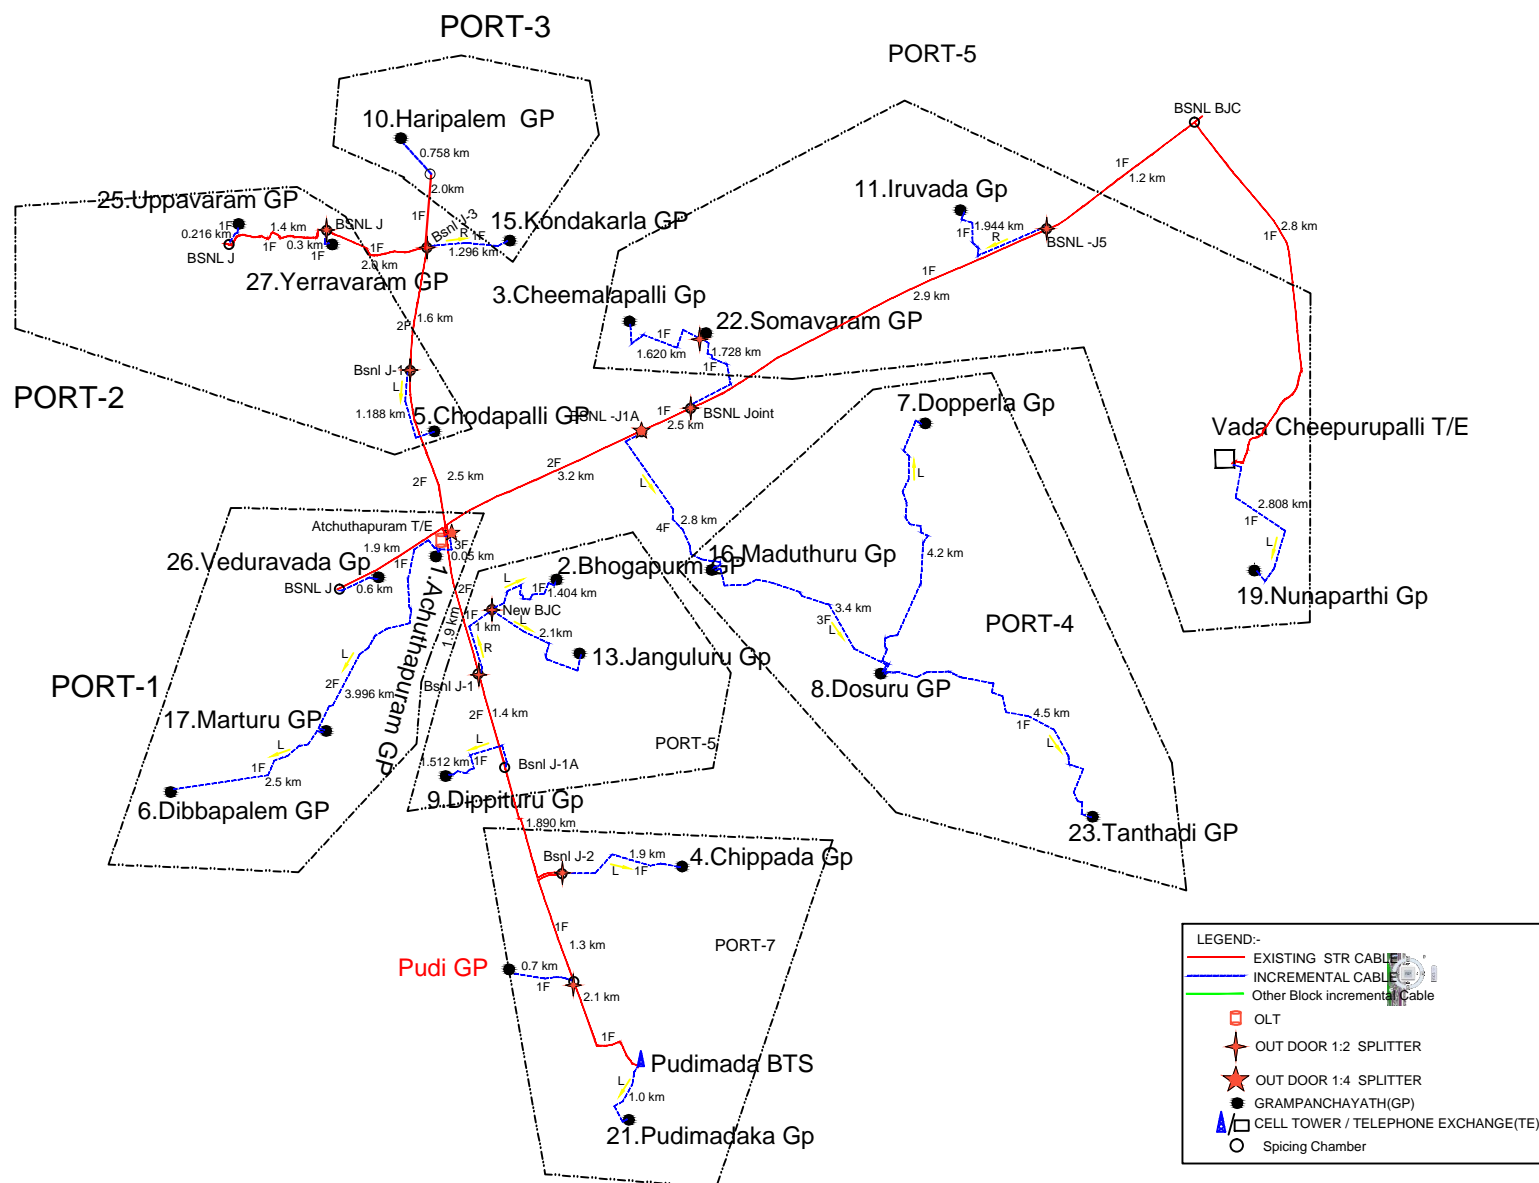 PORT-3
PORT-5
10.Haripalem  GP
0.758 km
2.0km
1F
BSNL BJC
1F
1.2 km
2.8 km
1F
25.Uppavaram GP
1F
0.216 km
BSNL J
1.4 km
1F
BSNL J
0.3 km
1F
1F
2.0 km
Bsnl J-3
R
1F
1.296 km
15.Kondakarla GP
27.Yerravaram GP
11.Iruvada Gp
1.944 km
R
1F
BSNL -J5
1F
2.9 km
3.Cheemalapalli Gp
22.Somavaram GP
1F
1.620 km
1.728 km
1F
1.6 km
2F
PORT-2
Bsnl J-1
L
1.188 km
5.Chodapalli GP
BSNL -J1A
1F
2.5 km
BSNL Joint
7.Dopperla Gp
Vada Cheepurupalli T/E
2F
2.5 km
2F
3.2 km
L
L
2.8 km
4F
4.2 km
2.808 km
1F
L
19.Nunaparthi Gp
Atchuthapuram T/E
3F
0.05 km
1.9 km
1F
26.Veduravada Gp
BSNL J
0.6 km
1.Achuthapuram GP
2F
1.9 km
L
2.Bhogapurm GP
1F
1.404 km
1F
New BJC
1 km
L
2.1km
R
13.Janguluru Gp
Bsnl J-1
16.Maduthuru Gp
3.4 km
3F
L
PORT-4
8.Dosuru GP
4.5 km
1F
L
23.Tanthadi GP
PORT-1
L
2F
3.996 km
17.Marturu GP
L
1F
2.5 km
6.Dibbapalem GP
2F
1.4 km
PORT-5
L
1.512 km
1F
Bsnl J-1A
9.Dippituru Gp
1.890 km
Bsnl J-2
1.9 km
L
1F
4.Chippada Gp
1F
1.3 km
PORT-7
Pudi GP
0.7 km
1F
2.1 km
1F
Pudimada BTS
L
1.0 km
21.Pudimadaka Gp
LEGEND:-
EXISTING  STR CABLE
INCREMENTAL CABLE
Other Block incremental Cable
OLT
OUT DOOR 1:2  SPLITTER
OUT DOOR 1:4  SPLITTER
GRAMPANCHAYATH(GP)
CELL TOWER / TELEPHONE EXCHANGE(TE)
Spicing Chamber